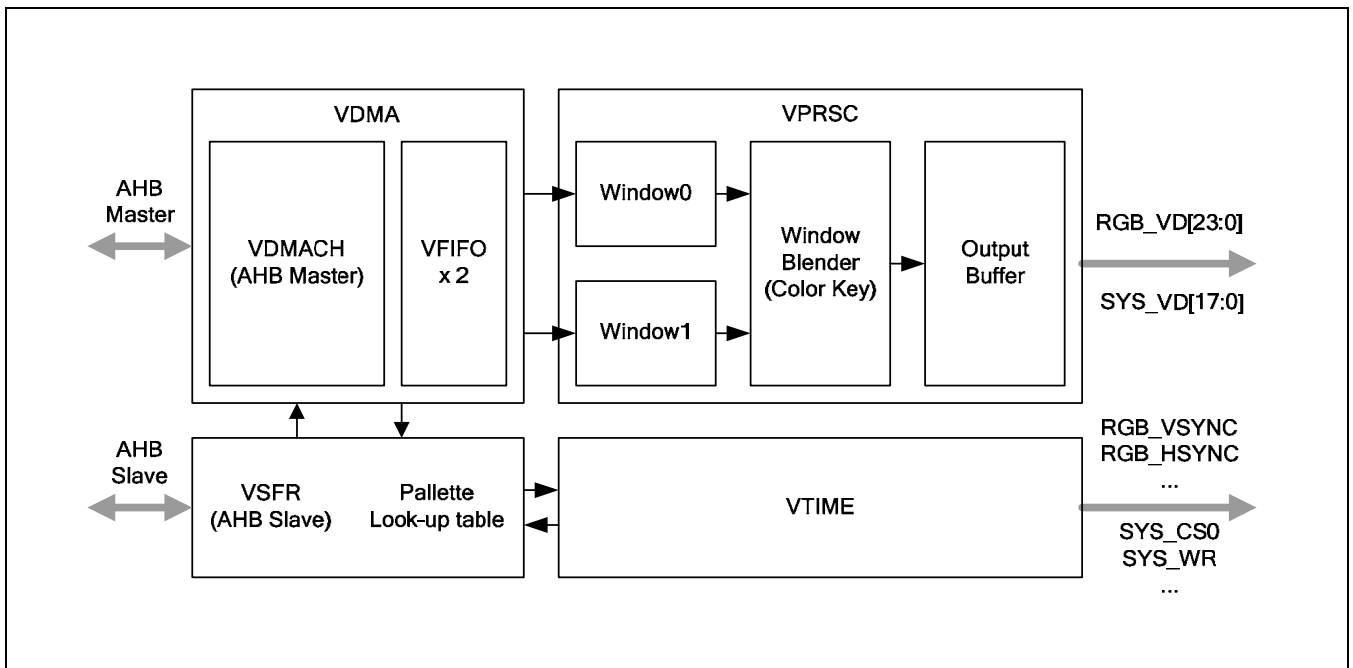 VDMA
VPRSC
AHB
Master
VDMACH
(AHB Master)
VFIFO
x 2
Window0
Window1
Window
Blender
(Color Key)
Output
Buffer
RGB_VD[23:0]
SYS_VD[17:0]
AHB
Slave
VSFR
(AHB Slave)
Pallette
Look-up table
VTIME
RGB_VSYNC
RGB_HSYNC
...
SYS_CS0
SYS_WR
...